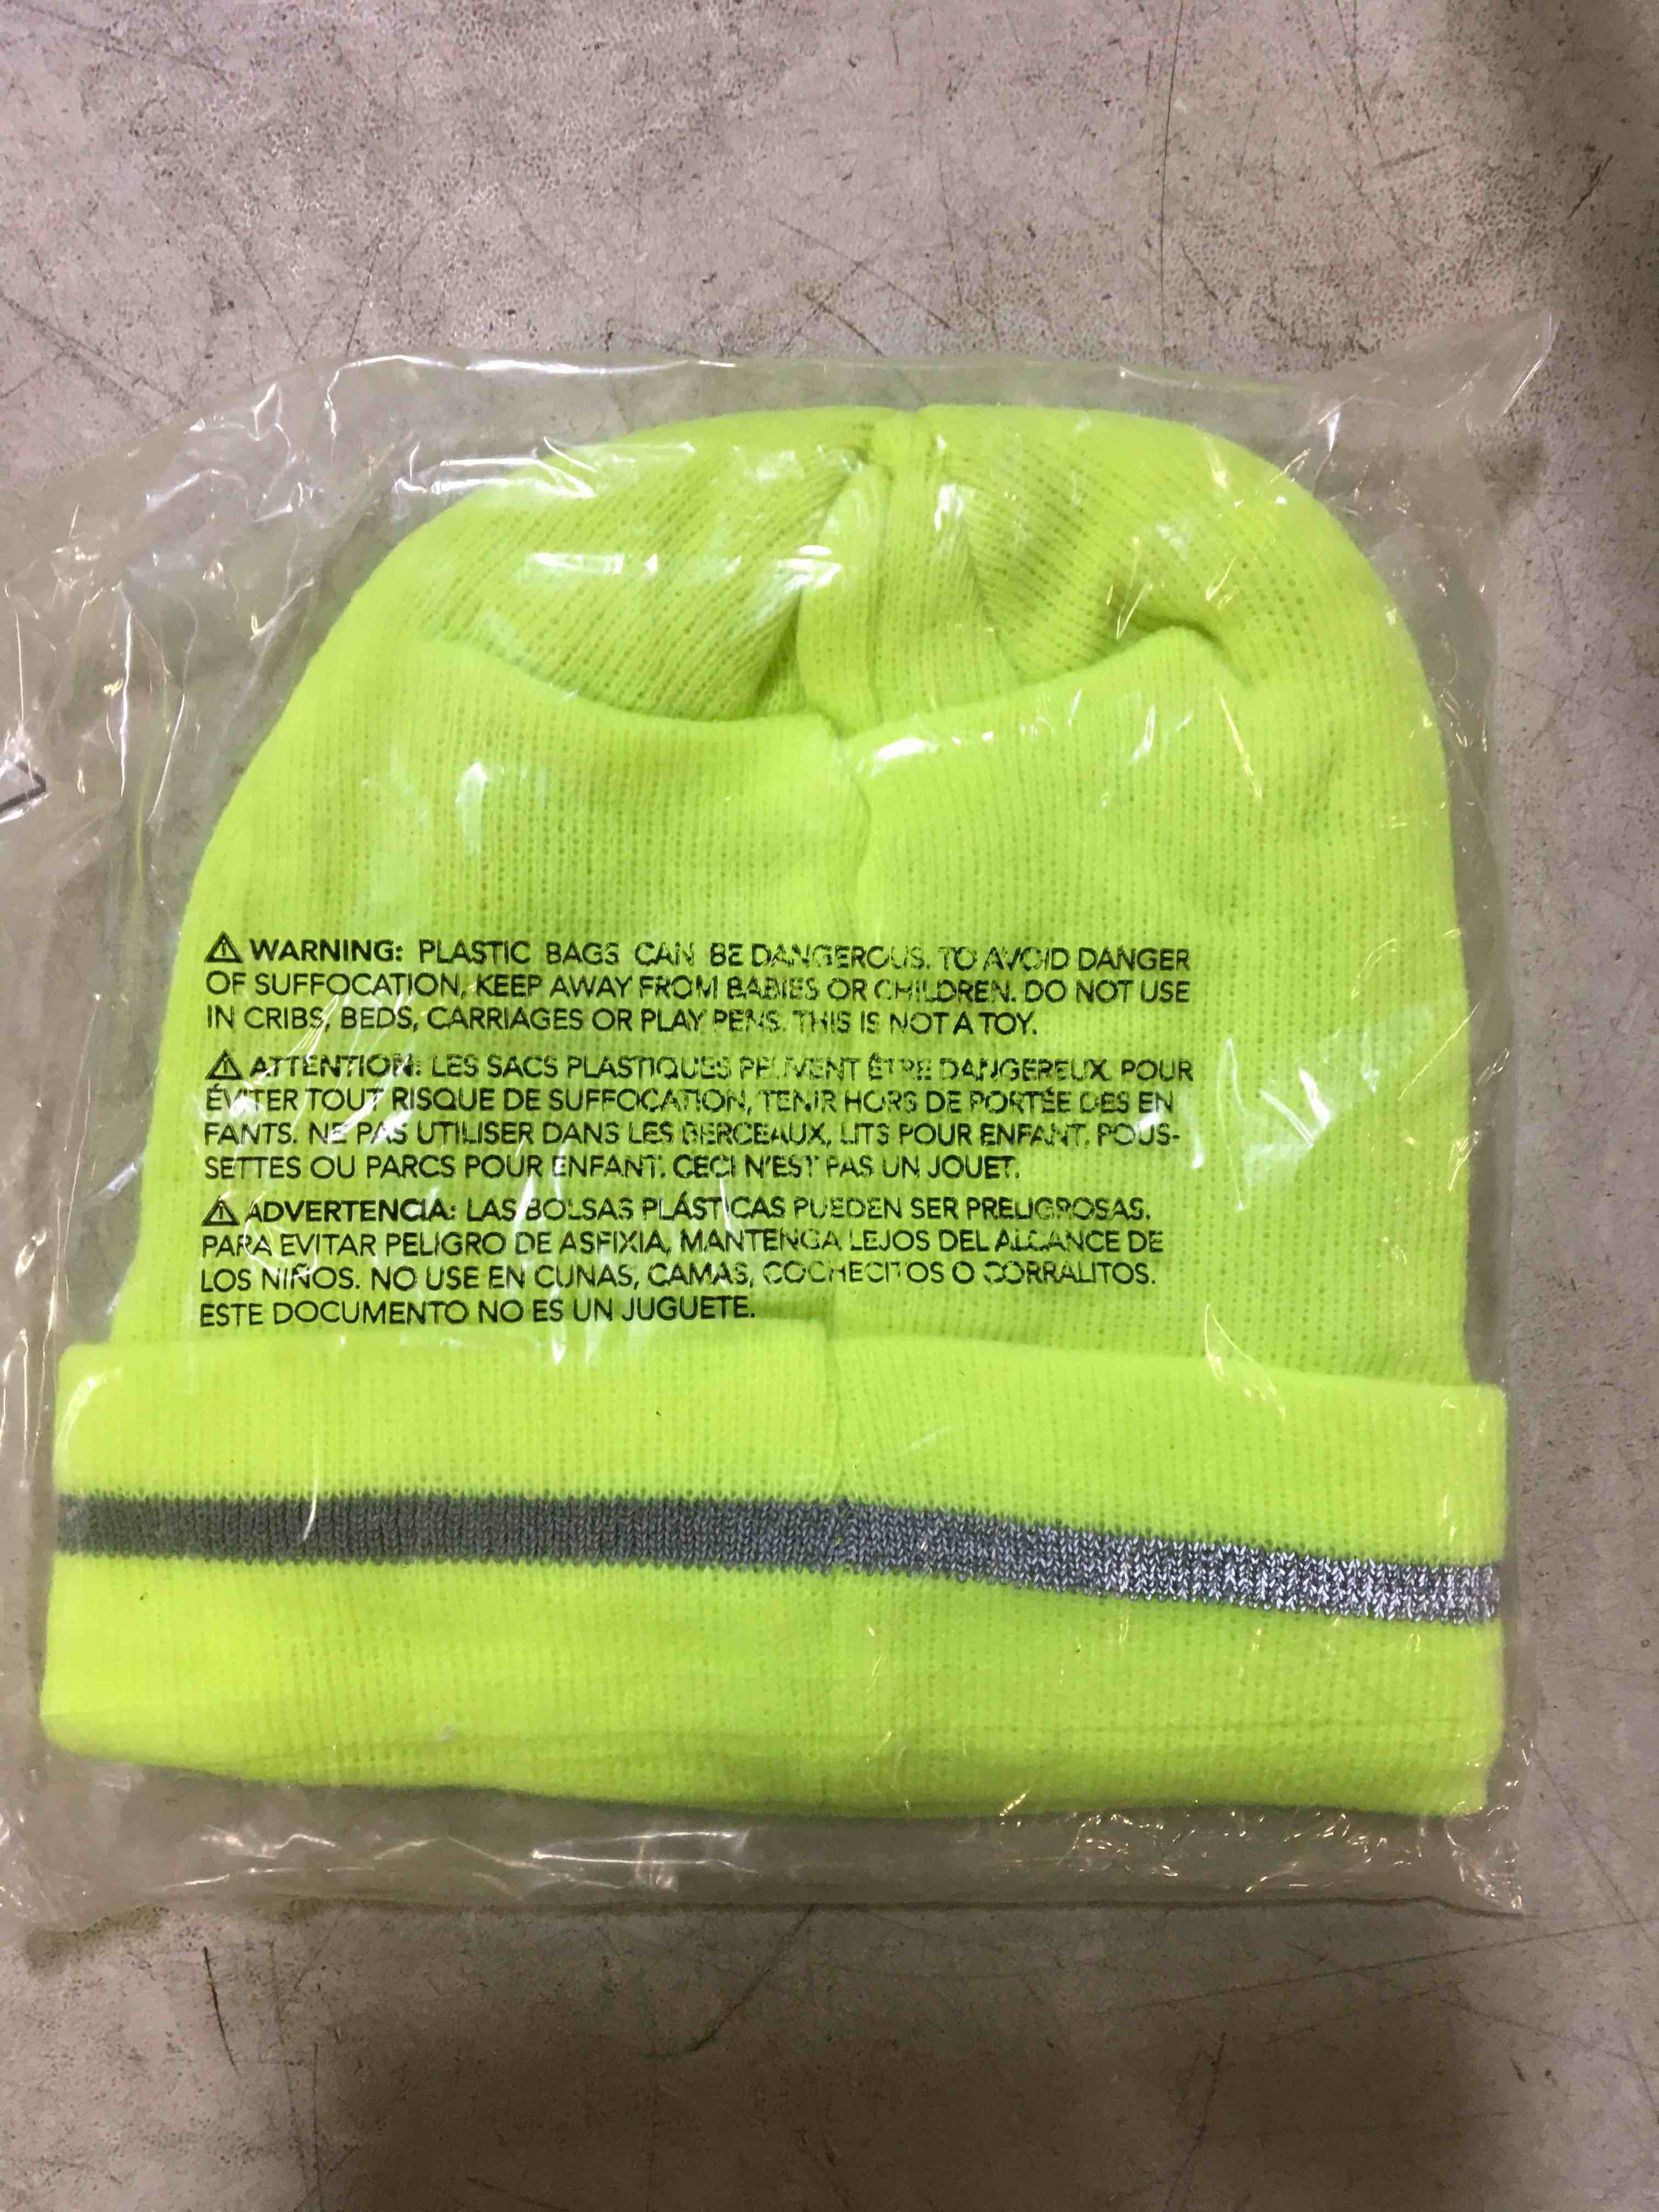 ⚠ WARNING: PLASTIC BAGS CAN BE DANGEROUS. TO AVOID DANGER
OF SUFFOCATION, KEEP AWAY FROM BABIES OR CHILDREN. DO NOT USE
IN CRIBS, BEDS, CARRIAGES OR PLAY PENS. THIS IS NOT A TOY.
⚠ ATTENTION: LES SACS PLASTIQUES PEUVENT ÊTRE DANGEREUX. POUR
ÉVITER TOUT RISQUE DE SUFFOCATION, TENIR HORS DE PORTÉE DES EN
FANTS. NE PAS UTILISER DANS LES BERCEAUX, LITS POUR ENFANT, POUS-
SETTES OU PARCS POUR ENFANT. CECI N'EST PAS UN JOUET.
⚠ ADVERTENCIA: LAS BOLSAS PLÁSTICAS PUEDEN SER PRELIGROSAS.
PARA EVITAR PELIGRO DE ASFIXIA, MANTENGA LEJOS DEL ALCANCE DE
LOS NIÑOS. NO USE EN CUNAS, CAMAS, COCHECITOS O CORRALITOS.
ESTE DOCUMENTO NO ES UN JUGUETE.